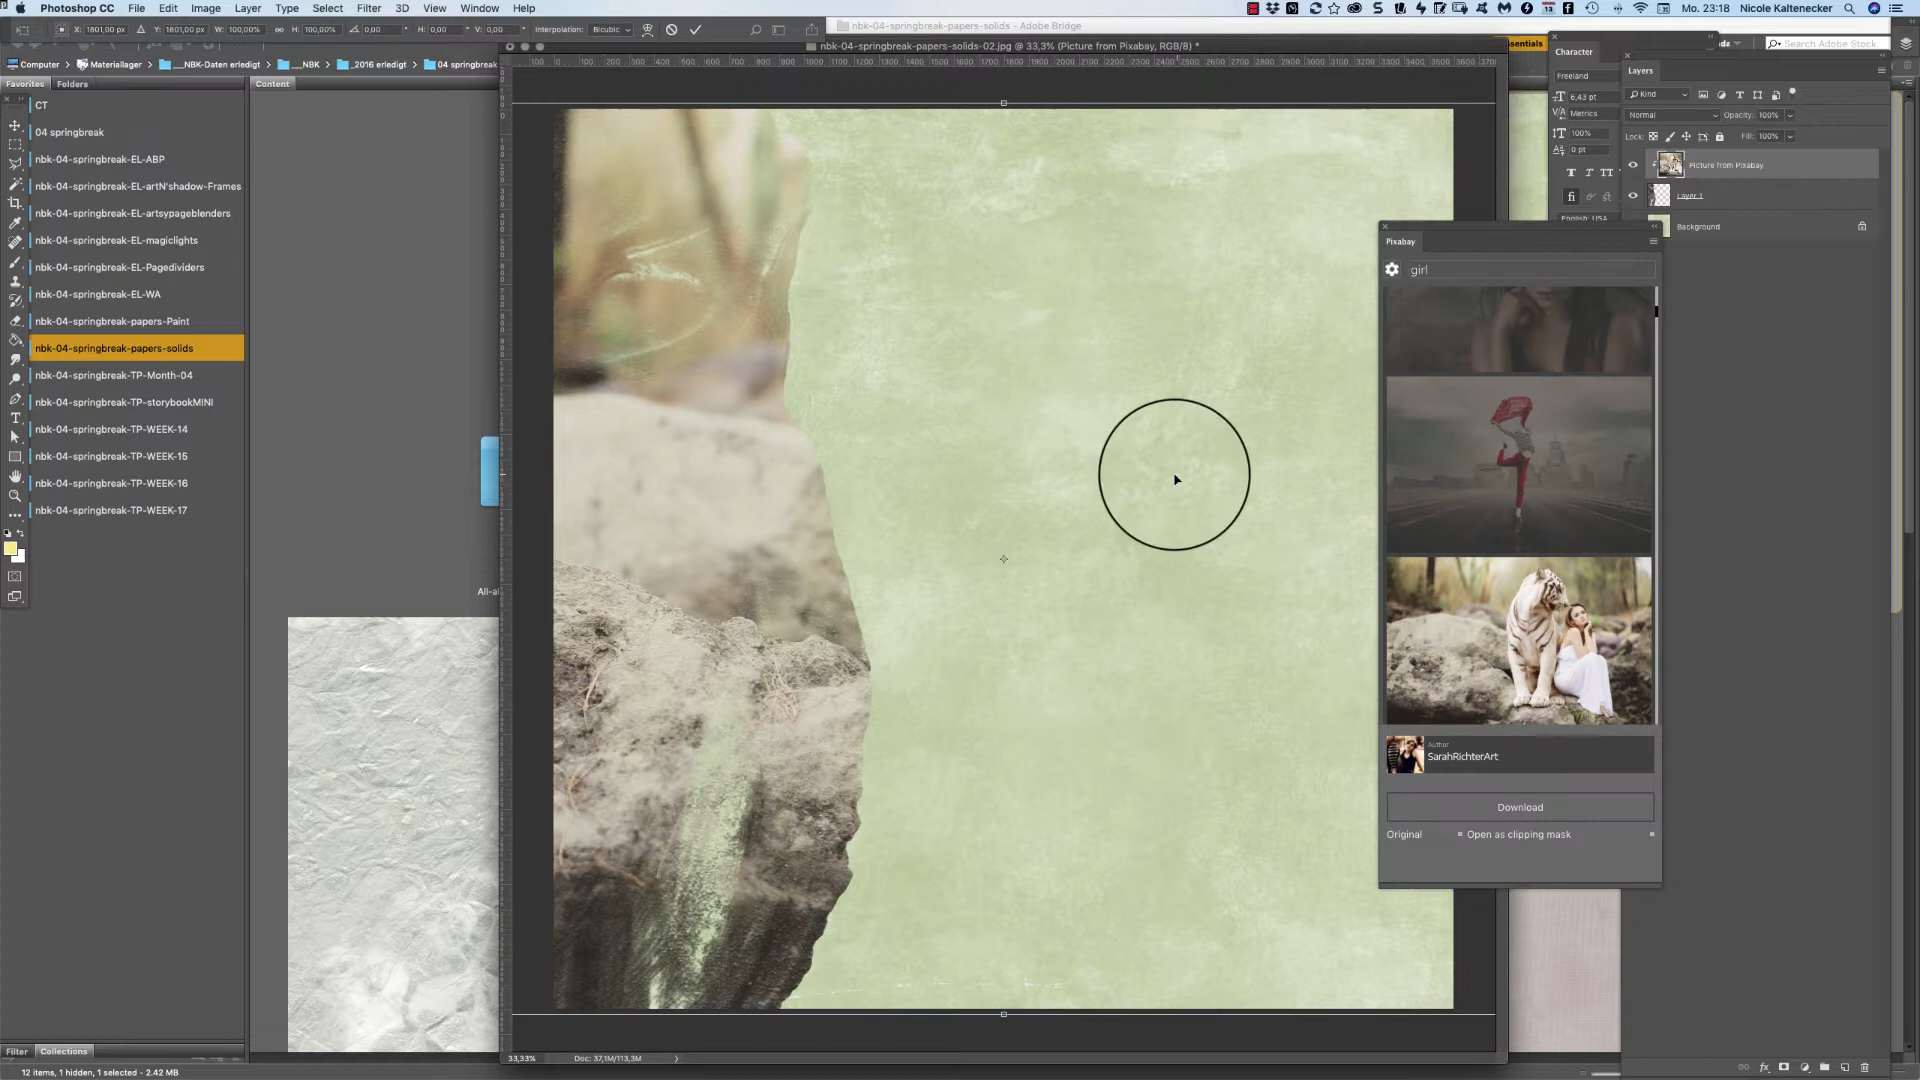 Photoshop CC File Edit Image Layer Type Select Filter 3D View Window Help
Mo. 23:18 Nicole Kaltenecker
X: 1801,00 px Y: 1801,00 px W: 100,00% H: 100,00% 0,00 H: 0,00 V: 0,00 Interpolation: Bicubic
nbk-04-springbreak-papers-solids - Adobe Bridge
nbk-04-springbreak-papers-solids-02.jpg @ 33,3% (Picture from Pixabay, RGB/8) *
Essentials
Search Adobe Stock
Computer Materiallager __NBK-Daten erledigt __NBK _2016 erledigt 04 springbreak
Favorites Folders
Content
CT
04 springbreak
nbk-04-springbreak-EL-ABP
nbk-04-springbreak-EL-artN'shadow-Frames
nbk-04-springbreak-EL-artsypageblenders
nbk-04-springbreak-EL-magiclights
nbk-04-springbreak-EL-Pagedividers
nbk-04-springbreak-EL-WA
nbk-04-springbreak-papers-Paint
nbk-04-springbreak-papers-solids
nbk-04-springbreak-TP-Month-04
nbk-04-springbreak-TP-storybookMINI
nbk-04-springbreak-TP-WEEK-14
nbk-04-springbreak-TP-WEEK-15
nbk-04-springbreak-TP-WEEK-16
nbk-04-springbreak-TP-WEEK-17
Filter Collections
12 items, 1 hidden, 1 selected - 2.42 MB
33,33% Doc: 37,1M/113,3M
Character
Freeland
6,43 pt
Metrics
100%
0 pt
English: USA
Layers
Kind
Normal Opacity: 100%
Lock: Fill: 100%
Picture from Pixabay
Layer 1
Background
Pixabay
girl
Author
SarahRichterArt
Download
Original Open as clipping mask